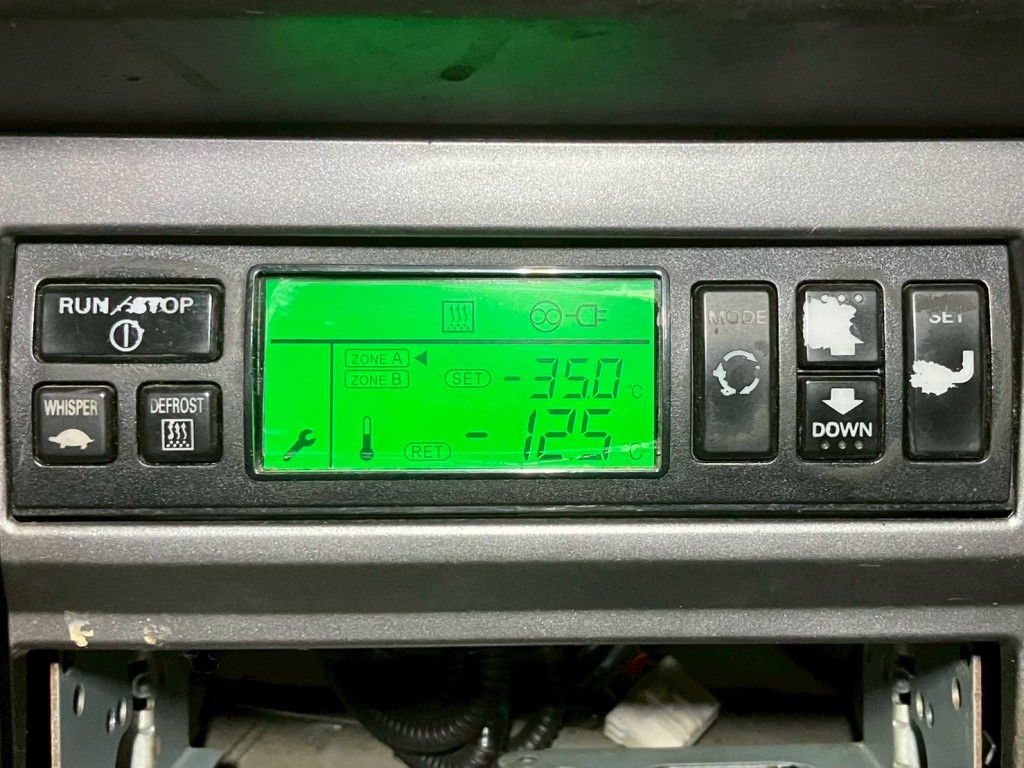 RUN/STOP
WHISPER
DEFROST
ZONE A
ZONE B
SET -35.0 °C
RET -12.5 °C
MODE
DOWN
SET